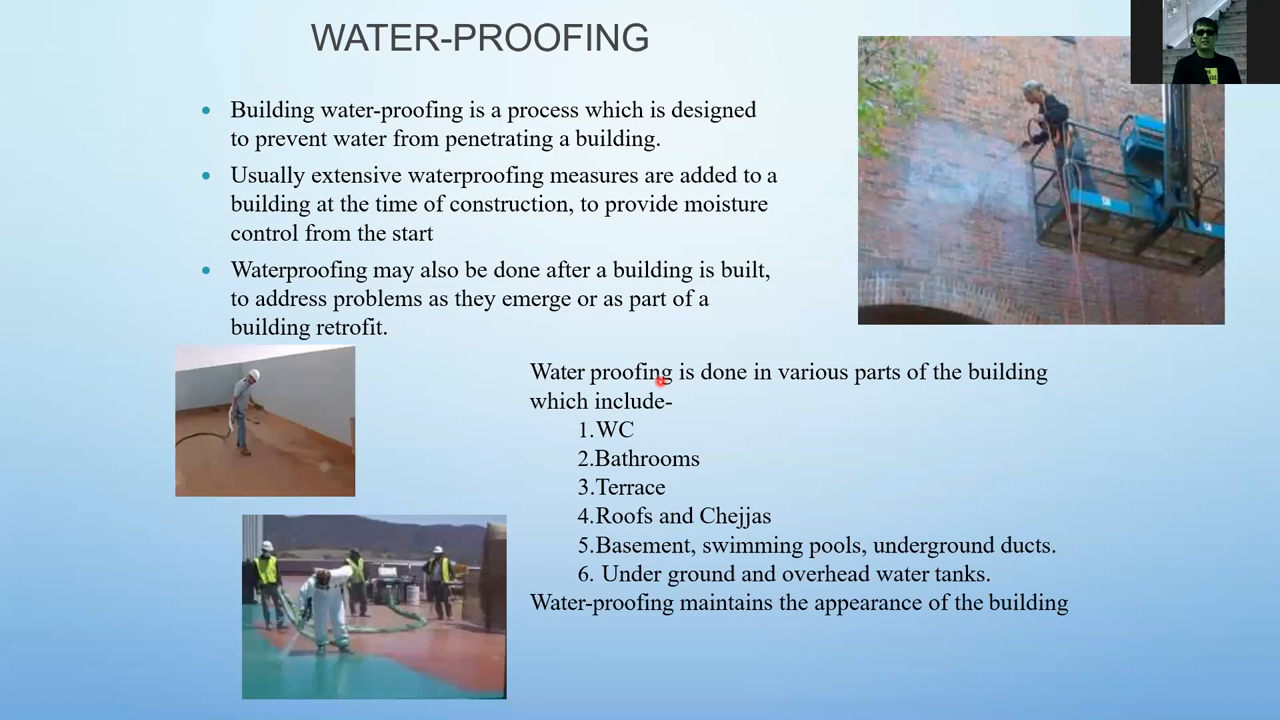 WATER-PROOFING
Building water-proofing is a process which is designed
to prevent water from penetrating a building.
Usually extensive waterproofing measures are added to a
building at the time of construction, to provide moisture
control from the start
Waterproofing may also be done after a building is built,
to address problems as they emerge or as part of a
building retrofit.
Water proofing is done in various parts of the building
which include-
1.WC
2.Bathrooms
3.Terrace
4.Roofs and Chejjas
5.Basement, swimming pools, underground ducts.
6. Under ground and overhead water tanks.
Water-proofing maintains the appearance of the building